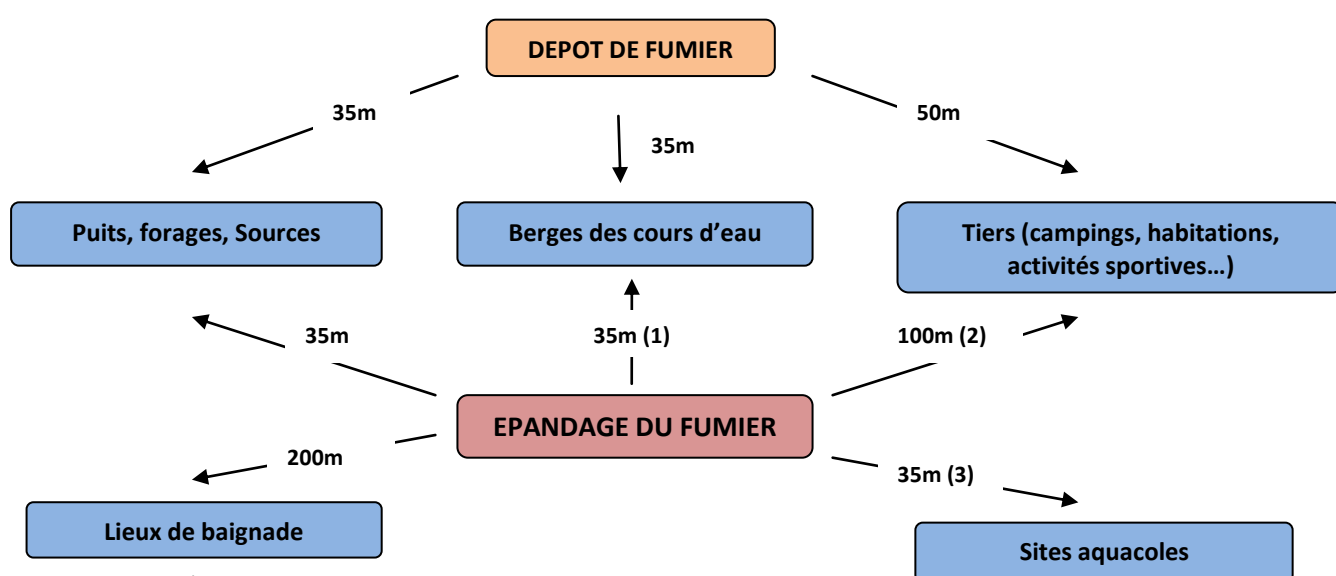 DEPOT DE FUMIER
35m
50m
35m
Puits, forages, Sources
Berges des cours d’eau
Tiers (campings, habitations,
activités sportives…)
35m
35m (1)
100m (2)
EPANDAGE DU FUMIER
200m
35m (3)
Lieux de baignade
Sites aquacoles